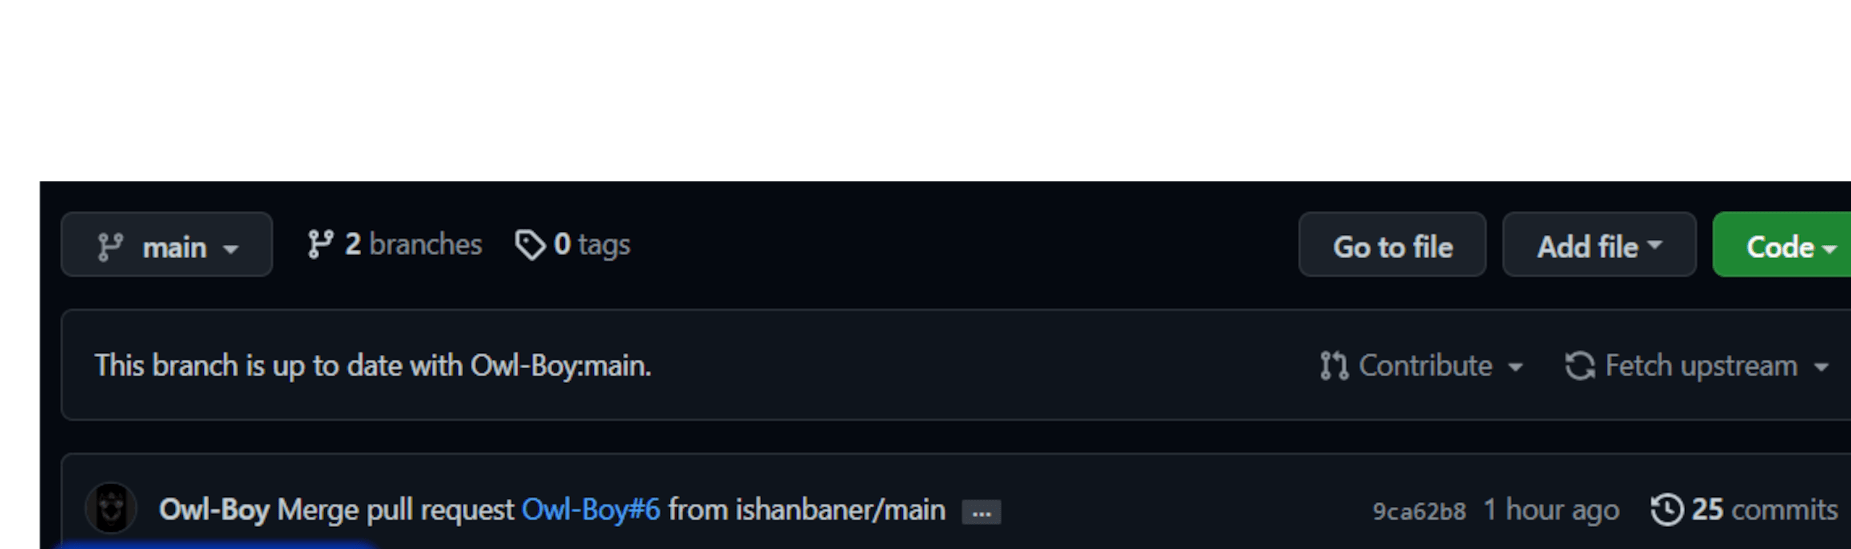 main 2 branches 0 tags Go to file Add file Code
This branch is up to date with Owl-Boy:main. Contribute Fetch upstream
Owl-Boy Merge pull request Owl-Boy#6 from ishanbaner/main ... 9ca62b8 1 hour ago 25 commits